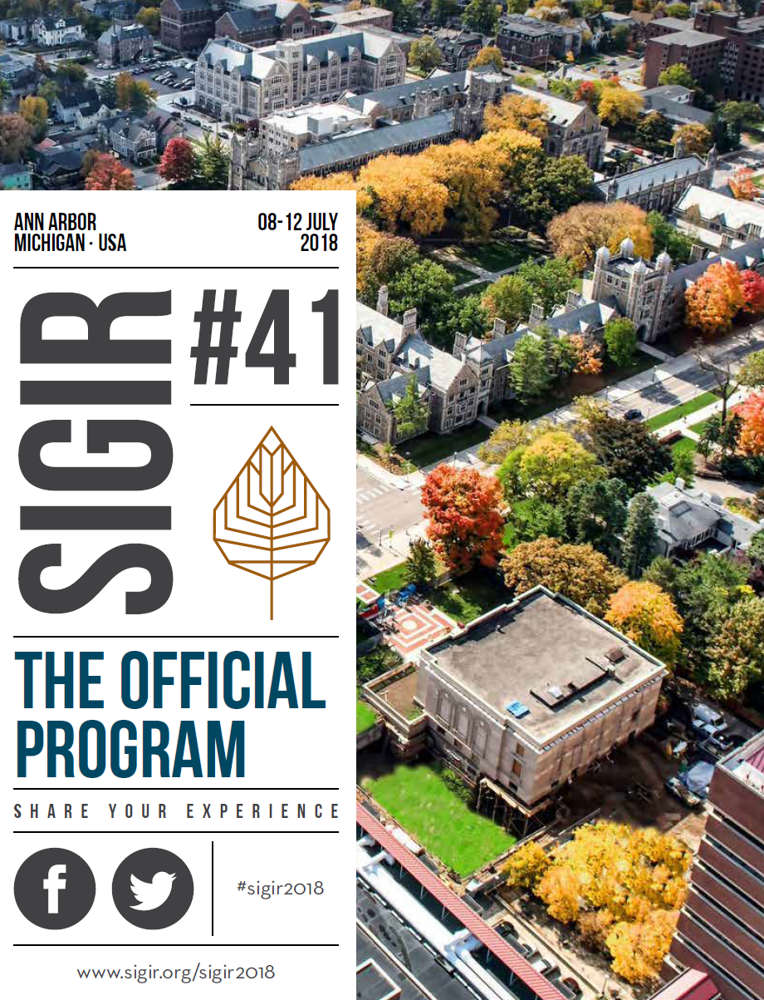 ANN ARBOR
MICHIGAN · USA
08-12 JULY
2018
SIGIR
#41
THE OFFICIAL
PROGRAM
SHARE YOUR EXPERIENCE
#sigir2018
www.sigir.org/sigir2018